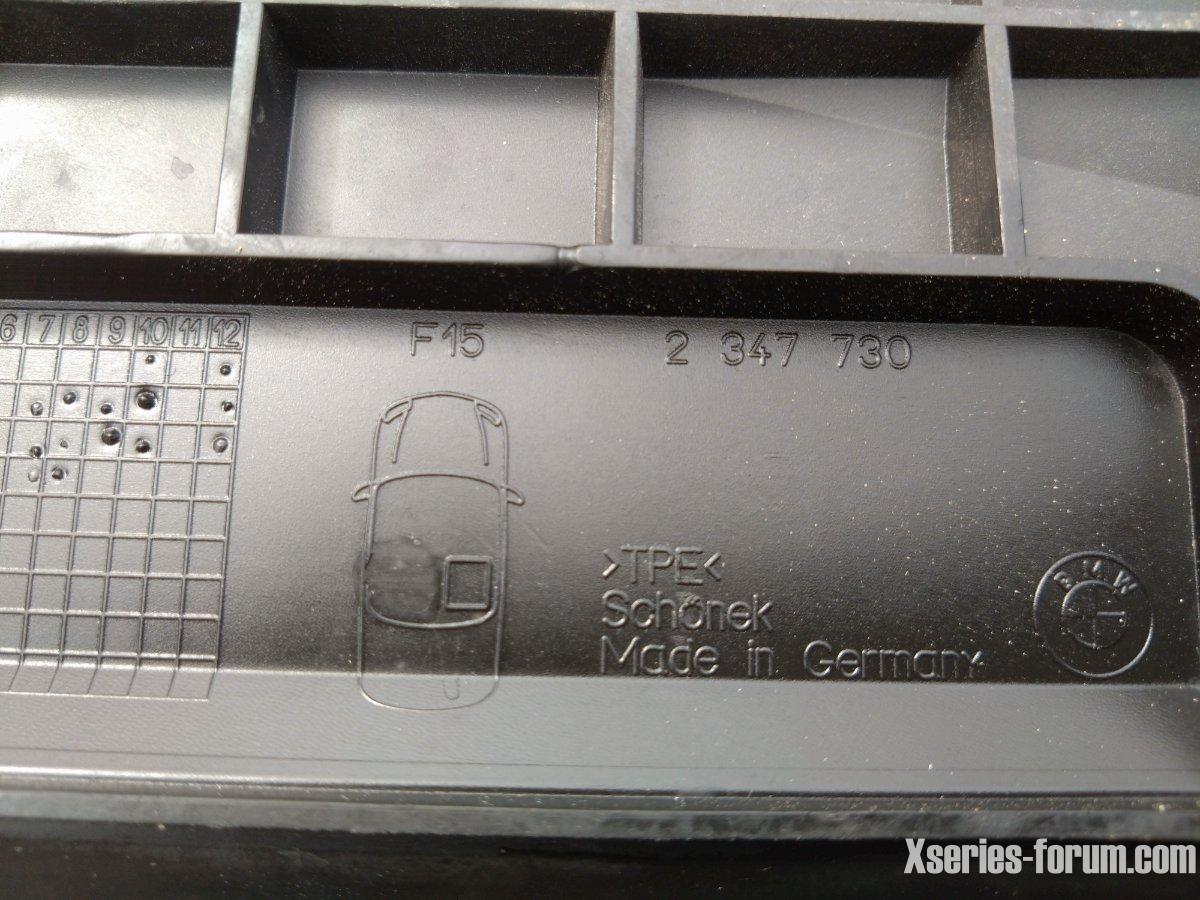 6 7 8 9 10 11 12
F15
2 347 730
>TPE<
Schönek
Made in Germany
BMW
Xseries-forum.com